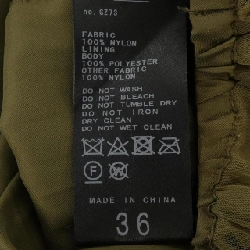 no. GZ70
FABRIC
100% NYLON
LINING
BODY
100% POLYESTER
OTHER FABRIC
100% NYLON
DO NOT WASH
DO NOT BLEACH
DO NOT TUMBLE DRY
DO NOT IRON
DRY CLEAN
DO NOT WET CLEAN
F W
MADE IN CHINA
36